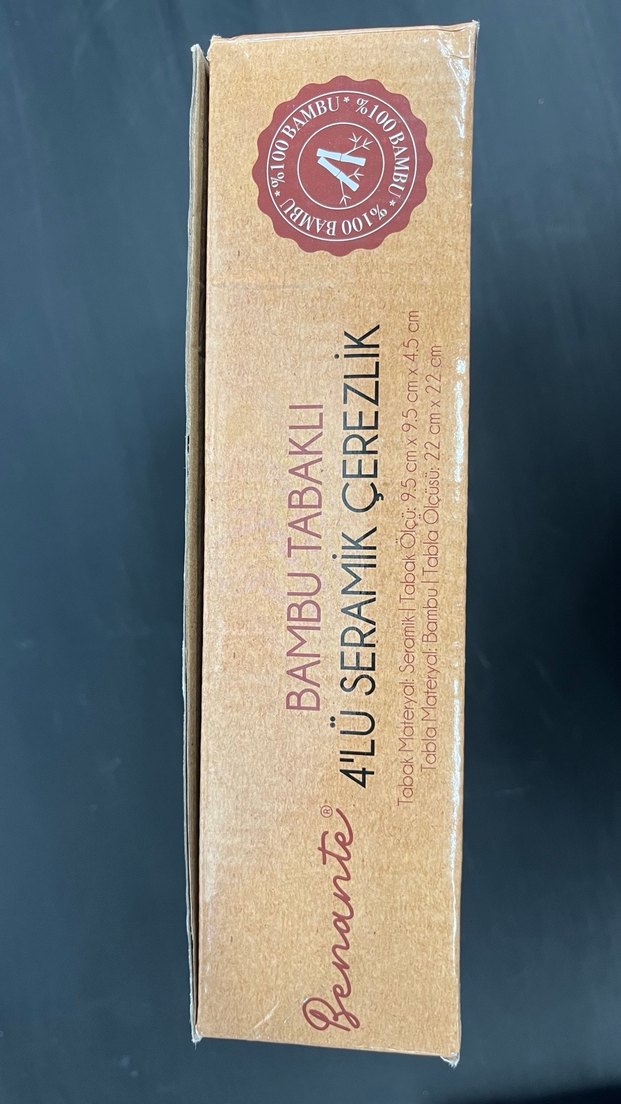 Benante®
BAMBU TABAKLI
4'LÜ SERAMİK ÇEREZLİK
Tabak Materyal: Seramik | Tabak Ölçü: 9.5 cm x 9.5 cm x 4.5 cm
Tabla Materyal: Bambu | Tabla Ölçüsü: 22 cm x 22 cm
%100 BAMBU * %100 BAMBU * %100 BAMBU *